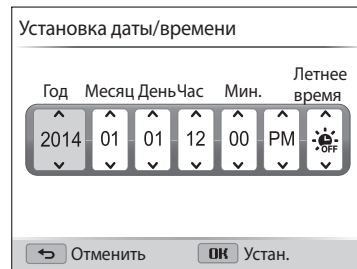 Установка даты/времени
Летнее
Год Месяц День Час Мин. время
2014 01 01 12 00 PM OFF
Отменить OK Устан.